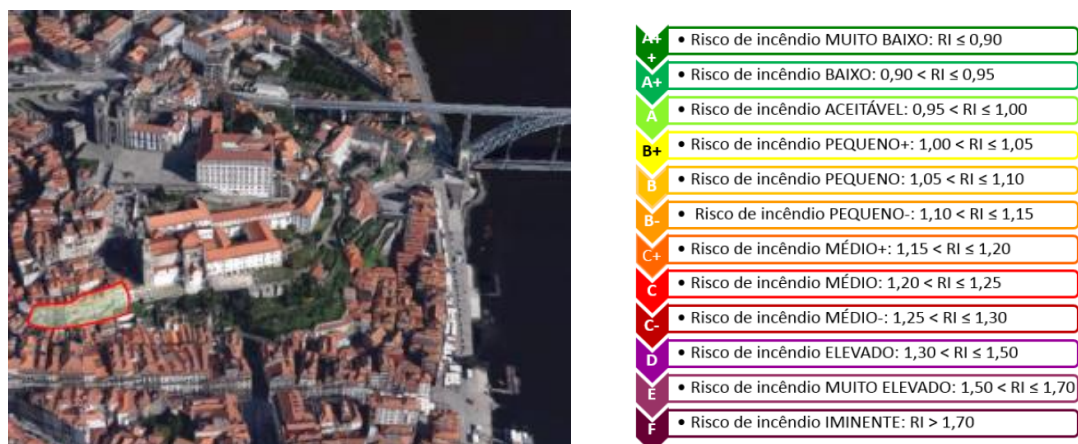 A+
+
• Risco de incêndio MUITO BAIXO: RI ≤ 0,90
A+
• Risco de incêndio BAIXO: 0,90 < RI ≤ 0,95
A
• Risco de incêndio ACEITÁVEL: 0,95 < RI ≤ 1,00
B+
• Risco de incêndio PEQUENO+: 1,00 < RI ≤ 1,05
B
• Risco de incêndio PEQUENO: 1,05 < RI ≤ 1,10
B-
• Risco de incêndio PEQUENO-: 1,10 < RI ≤ 1,15
C+
• Risco de incêndio MÉDIO+: 1,15 < RI ≤ 1,20
C
• Risco de incêndio MÉDIO: 1,20 < RI ≤ 1,25
C-
• Risco de incêndio MÉDIO-: 1,25 < RI ≤ 1,30
D
• Risco de incêndio ELEVADO: 1,30 < RI ≤ 1,50
E
• Risco de incêndio MUITO ELEVADO: 1,50 < RI ≤ 1,70
F
• Risco de incêndio IMINENTE: RI > 1,70